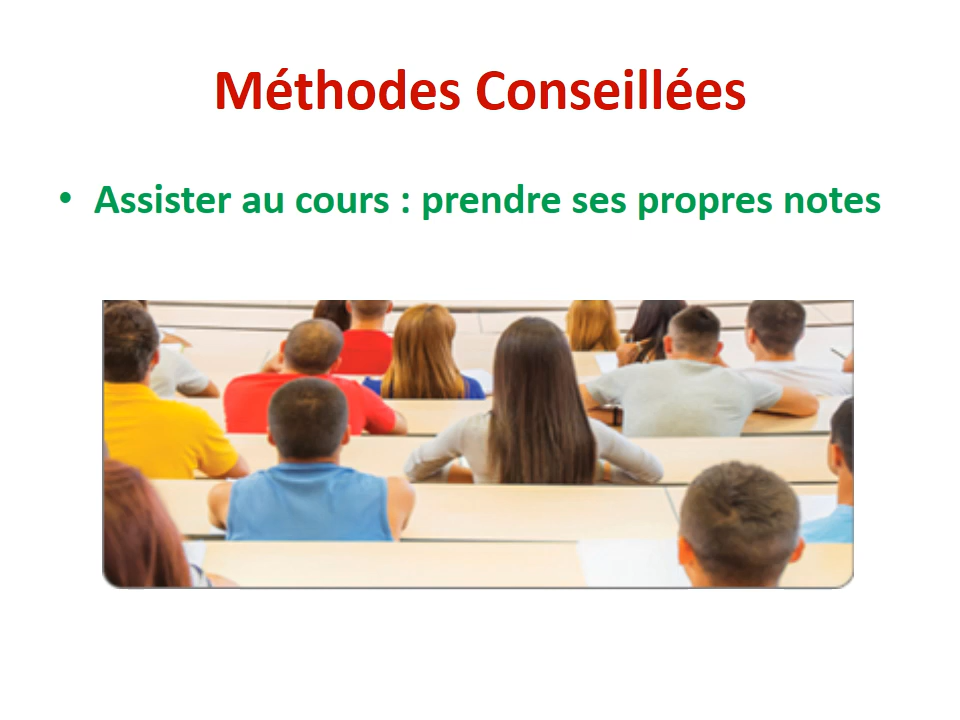 Méthodes Conseillées
• Assister au cours : prendre ses propres notes